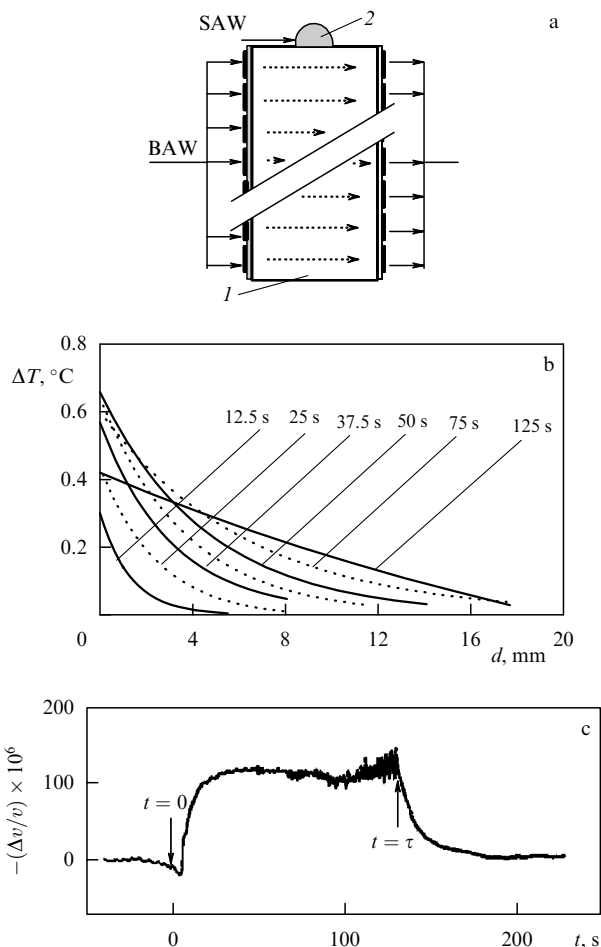 SAW
2
a
BAW
1
0.8
b
ΔT, °C
0.6
12.5 s
25 s
37.5 s
50 s
75 s
125 s
0.4
0.2
0
4
8
12
16
20
d, mm
200
c
−(Δv/v) × 10⁶
100
t = 0
t = τ
0
0
100
200
t, s